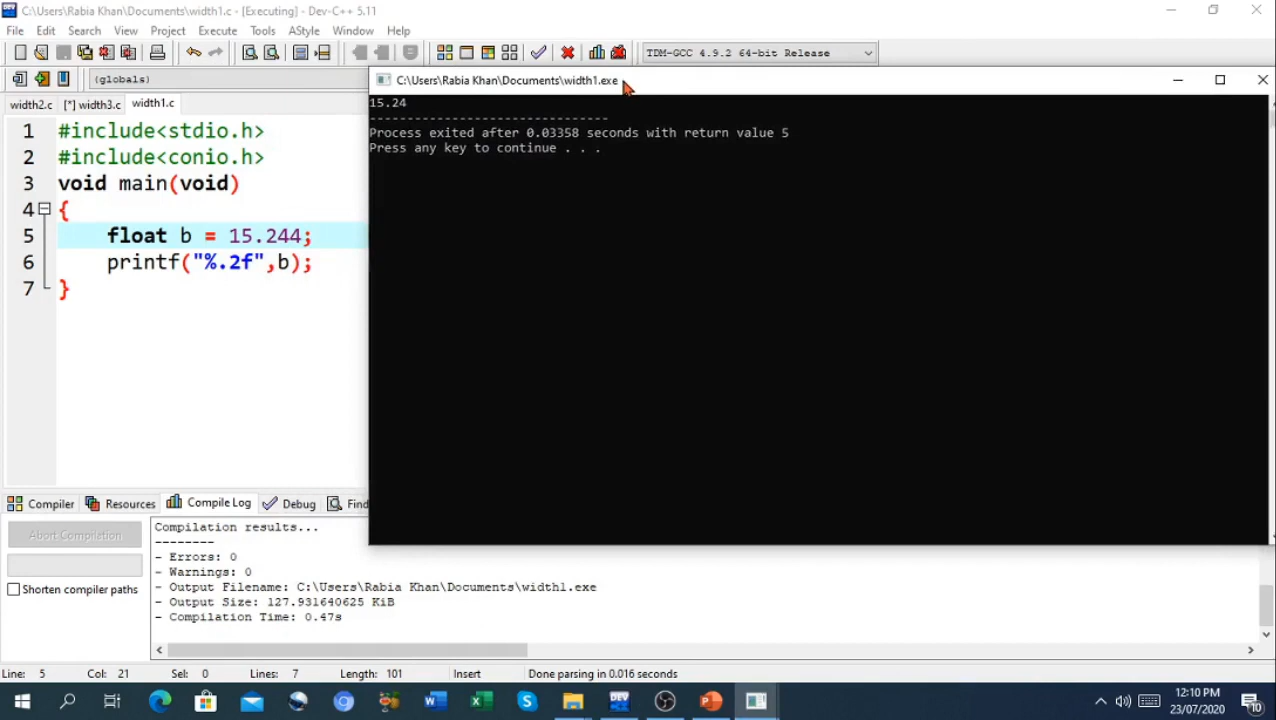 C:\Users\Rabia Khan\Documents\width1.c - [Executing] - Dev-C++ 5.11
File Edit Search View Project Execute Tools AStyle Window Help
TDM-GCC 4.9.2 64-bit Release
(globals)
width2.c [*] width3.c width1.c
C:\Users\Rabia Khan\Documents\width1.exe
15.24
--------------------------------
Process exited after 0.03358 seconds with return value 5
Press any key to continue . . .
1 #include<stdio.h>
2 #include<conio.h>
3 void main(void)
4 {
5 float b = 15.244;
6 printf("%.2f",b);
7 }
Compiler Resources Compile Log Debug Find
Abort Compilation
Shorten compiler paths
Compilation results...
--------
- Errors: 0
- Warnings: 0
- Output Filename: C:\Users\Rabia Khan\Documents\width1.exe
- Output Size: 127.931640625 KiB
- Compilation Time: 0.47s
Line: 5 Col: 21 Sel: 0 Lines: 7 Length: 101 Insert Done parsing in 0.016 seconds
12:10 PM
23/07/2020
10